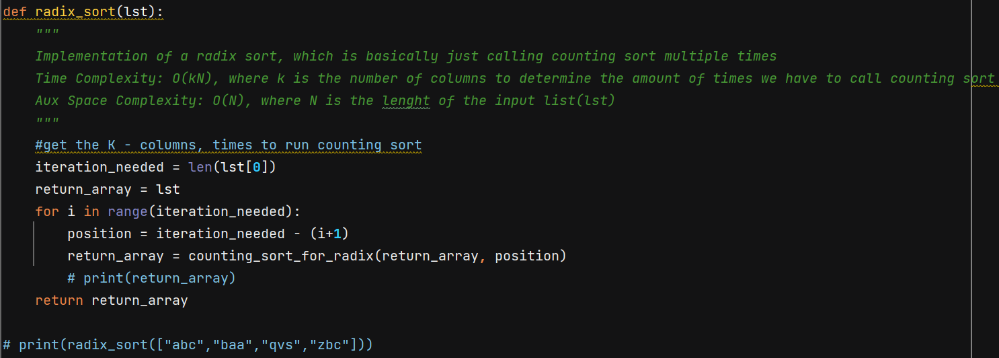 def radix_sort(lst):
    """
    Implementation of a radix sort, which is basically just calling counting sort multiple times
    Time Complexity: O(kN), where k is the number of columns to determine the amount of times we have to call counting sort
    Aux Space Complexity: O(N), where N is the lenght of the input list(lst)
    """
    #get the K - columns, times to run counting sort
    iteration_needed = len(lst[0])
    return_array = lst
    for i in range(iteration_needed):
        position = iteration_needed - (i+1)
        return_array = counting_sort_for_radix(return_array, position)
        # print(return_array)
    return return_array

# print(radix_sort(["abc","baa","qvs","zbc"]))